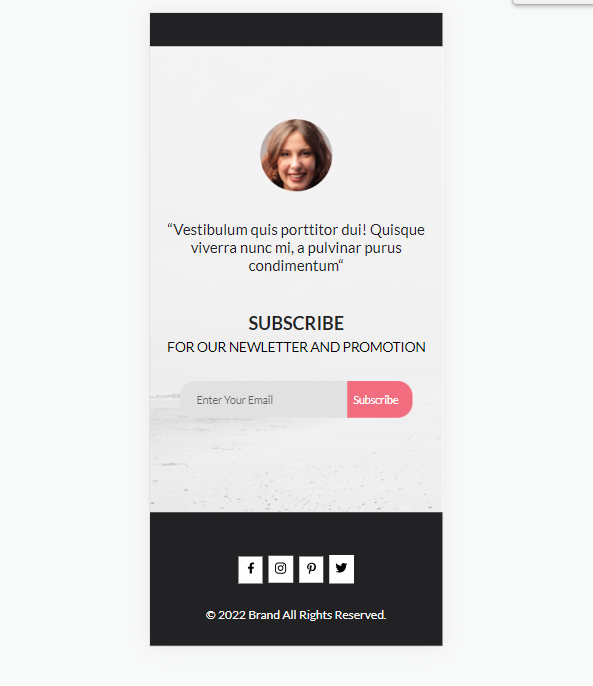 “Vestibulum quis porttitor dui! Quisque
viverra nunc mi, a pulvinar purus
condimentum“
SUBSCRIBE
FOR OUR NEWLETTER AND PROMOTION
Enter Your Email
Subscribe
© 2022 Brand All Rights Reserved.